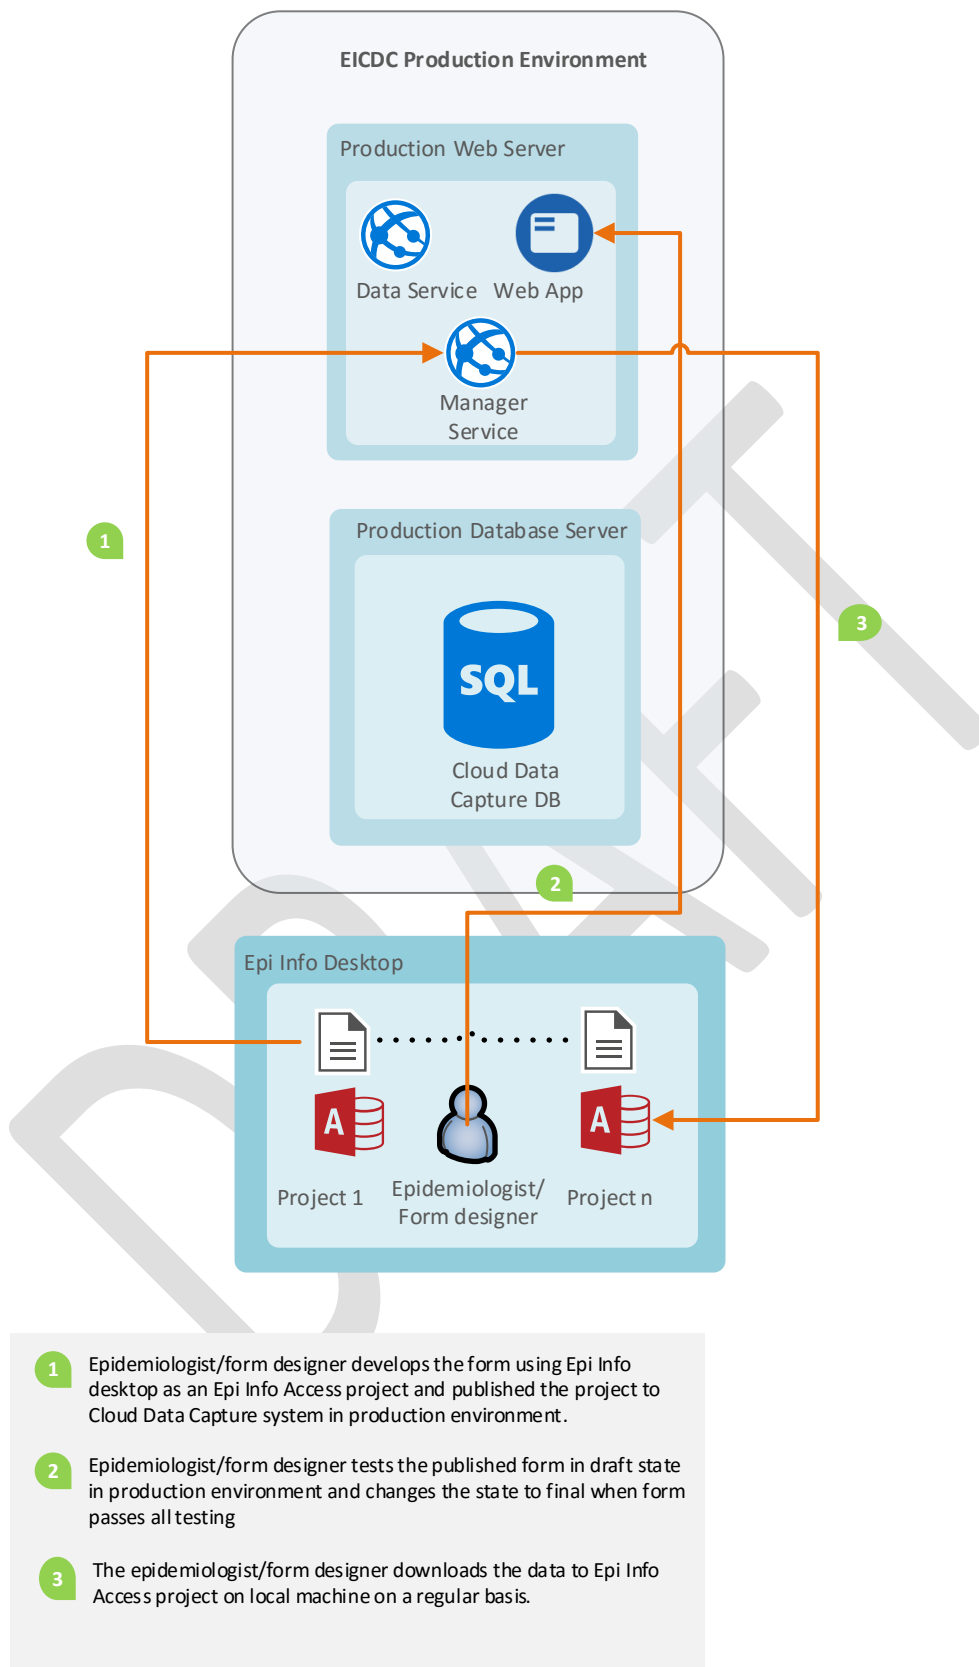 EICDC Production Environment
Production Web Server
Data Service
Web App
Manager
Service
1
Production Database Server
3
SQL
Cloud Data
Capture DB
2
Epi Info Desktop
A
A
Project 1
Epidemiologist/
Form designer
Project n
DRAFT
1
Epidemiologist/form designer develops the form using Epi Info
desktop as an Epi Info Access project and published the project to
Cloud Data Capture system in production environment.
2
Epidemiologist/form designer tests the published form in draft state
in production environment and changes the state to final when form
passes all testing
3
The epidemiologist/form designer downloads the data to Epi Info
Access project on local machine on a regular basis.